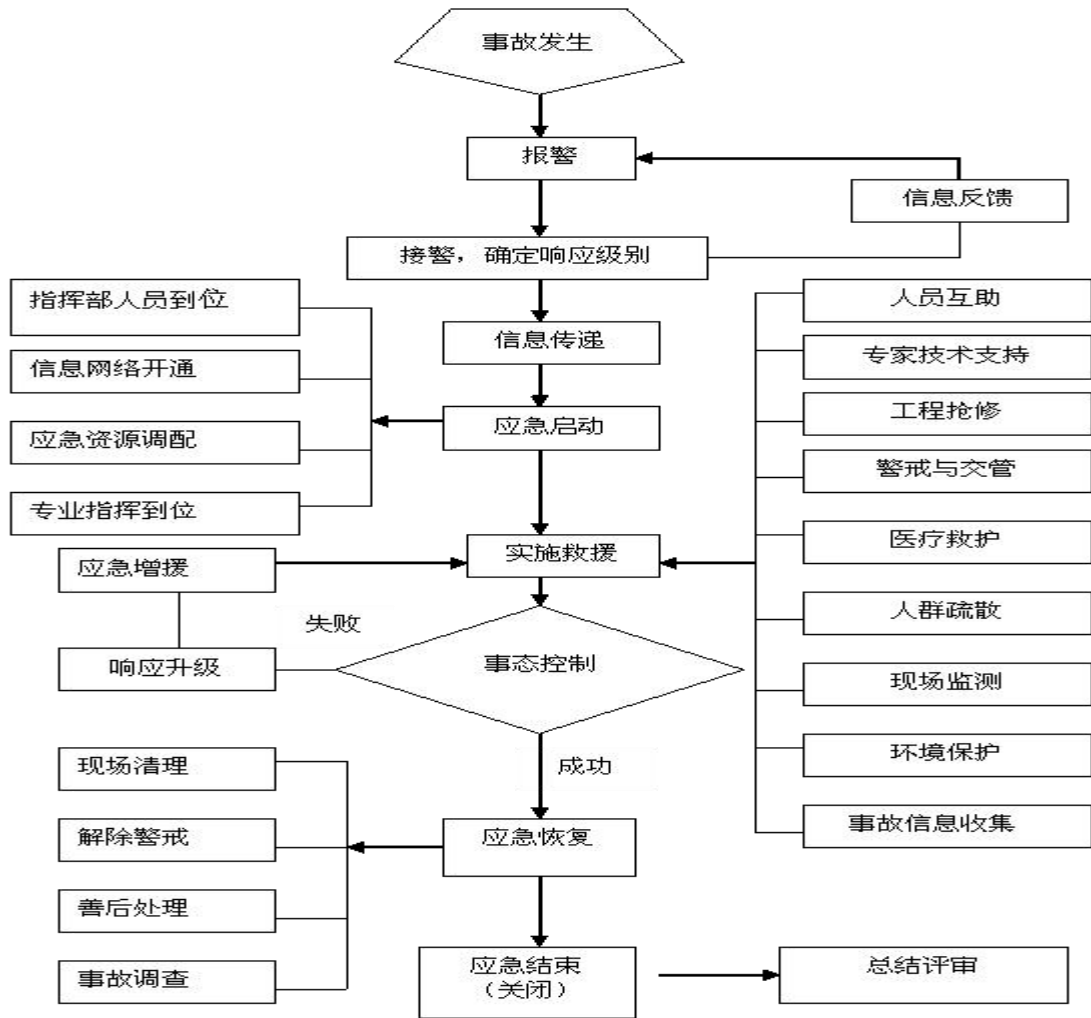 事故发生
报警
信息反馈
接警，确定响应级别
指挥部人员到位
信息网络开通
应急资源调配
专业指挥到位
信息传递
应急启动
人员互助
专家技术支持
工程抢修
警戒与交管
医疗救护
人群疏散
现场监测
环境保护
事故信息收集
实施救援
应急增援
响应升级
失败
事态控制
成功
现场清理
解除警戒
善后处理
事故调查
应急恢复
应急结束
（关闭）
总结评审